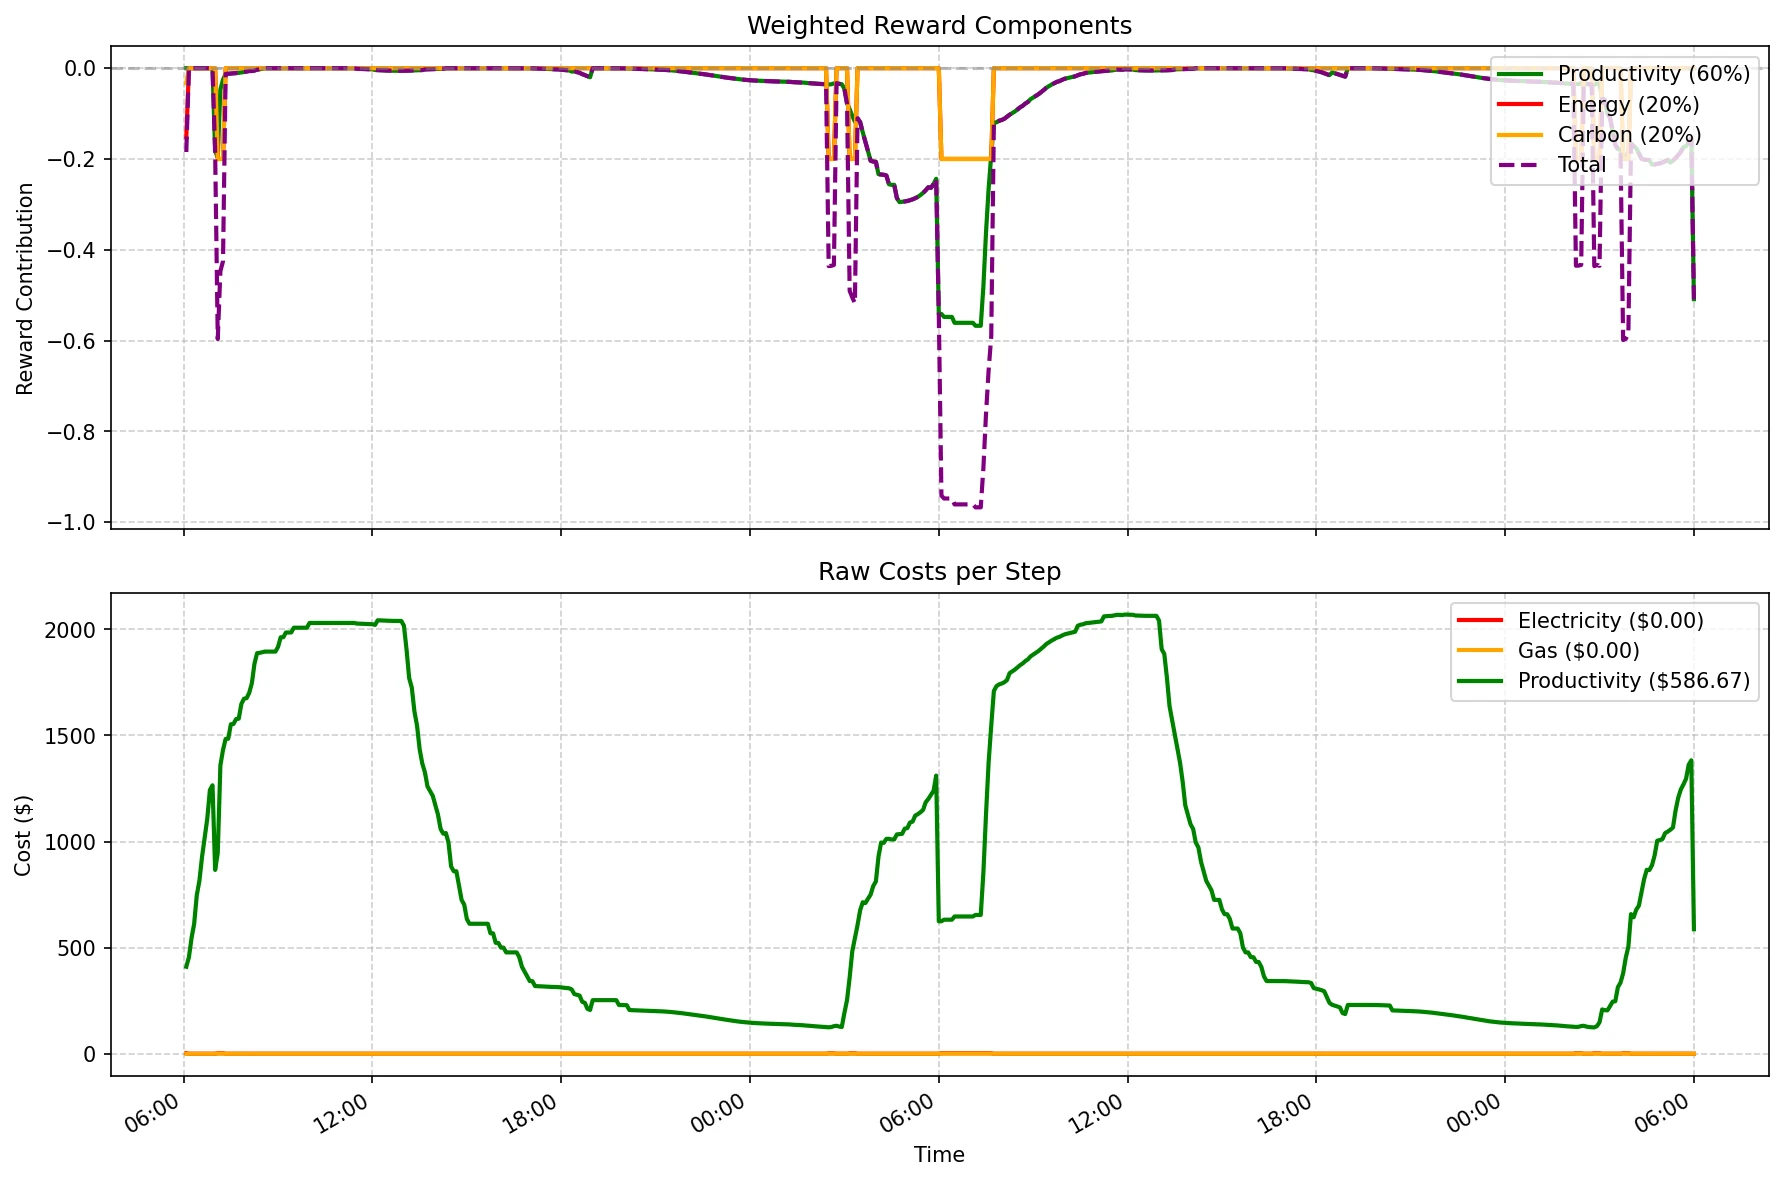 Weighted Reward Components
0.0
−0.2
−0.4
−0.6
−0.8
−1.0
Reward Contribution
Productivity (60%)
Energy (20%)
Carbon (20%)
Total
Raw Costs per Step
2000
1500
1000
500
0
Cost ($)
Electricity ($0.00)
Gas ($0.00)
Productivity ($586.67)
06:00 12:00 18:00 00:00 06:00 12:00 18:00 00:00 06:00
Time